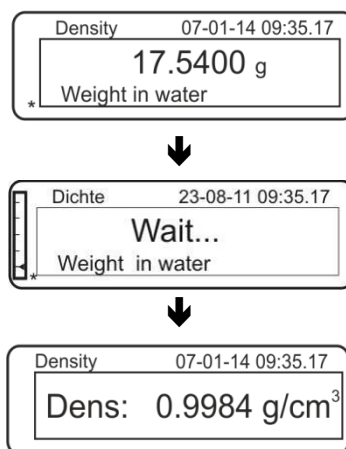 Density 07-01-14 09:35.17
17.5400 g
Weight in water
*
Dichte 23-08-11 09:35.17
Wait...
Weight in water
*
Density 07-01-14 09:35.17
Dens: 0.9984 g/cm³